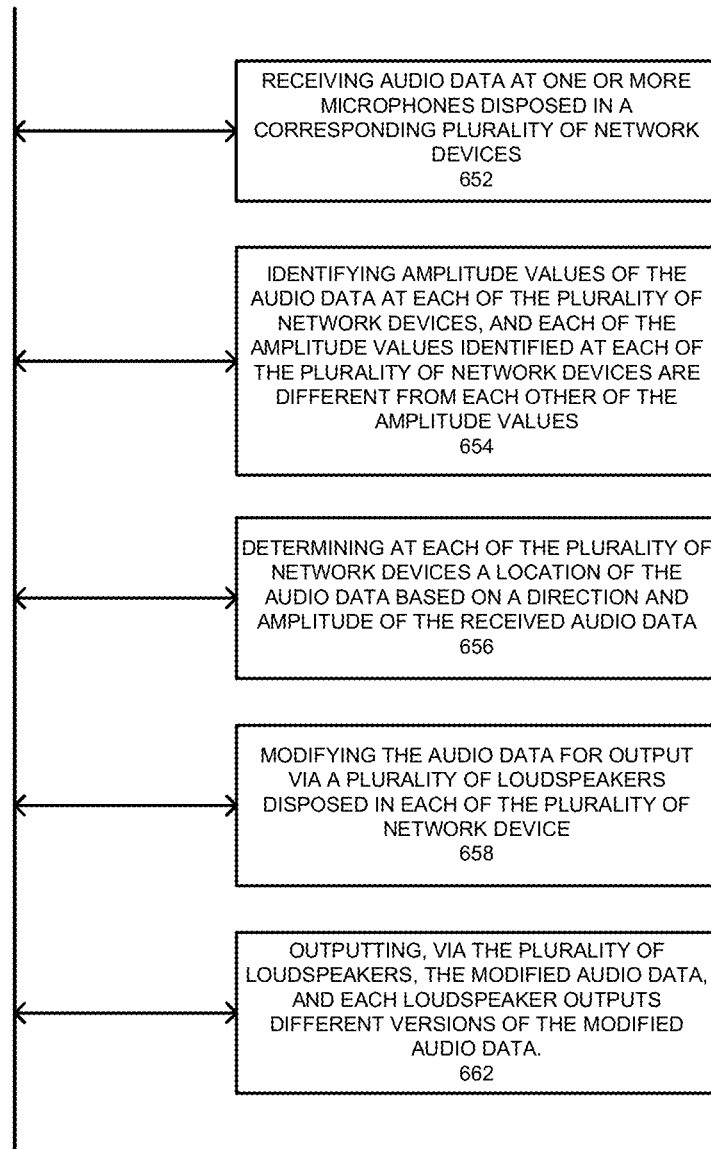 RECEIVING AUDIO DATA AT ONE OR MORE
MICROPHONES DISPOSED IN A
CORRESPONDING PLURALITY OF NETWORK
DEVICES
652
IDENTIFYING AMPLITUDE VALUES OF THE
AUDIO DATA AT EACH OF THE PLURALITY OF
NETWORK DEVICES, AND EACH OF THE
AMPLITUDE VALUES IDENTIFIED AT EACH OF
THE PLURALITY OF NETWORK DEVICES ARE
DIFFERENT FROM EACH OTHER OF THE
AMPLITUDE VALUES
654
DETERMINING AT EACH OF THE PLURALITY OF
NETWORK DEVICES A LOCATION OF THE
AUDIO DATA BASED ON A DIRECTION AND
AMPLITUDE OF THE RECEIVED AUDIO DATA
656
MODIFYING THE AUDIO DATA FOR OUTPUT
VIA A PLURALITY OF LOUDSPEAKERS
DISPOSED IN EACH OF THE PLURALITY OF
NETWORK DEVICE
658
OUTPUTTING, VIA THE PLURALITY OF
LOUDSPEAKERS, THE MODIFIED AUDIO DATA,
AND EACH LOUDSPEAKER OUTPUTS
DIFFERENT VERSIONS OF THE MODIFIED
AUDIO DATA.
662